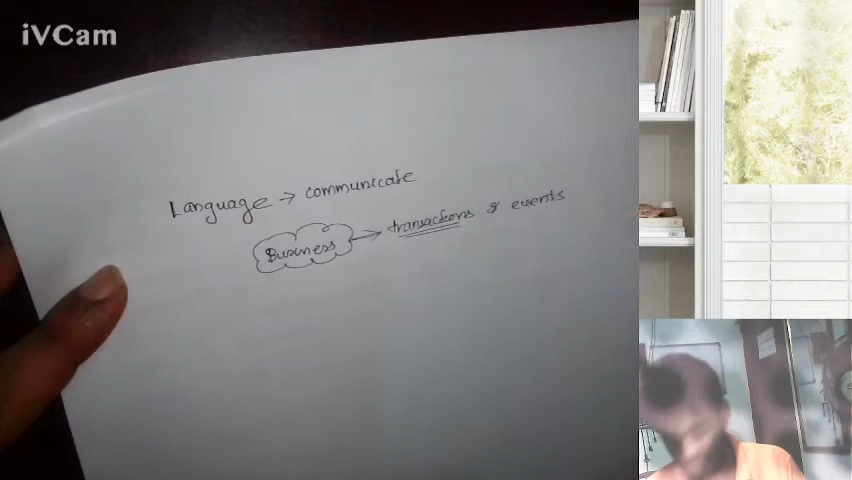 iVCam
Language → communicate
Business → transactions & events